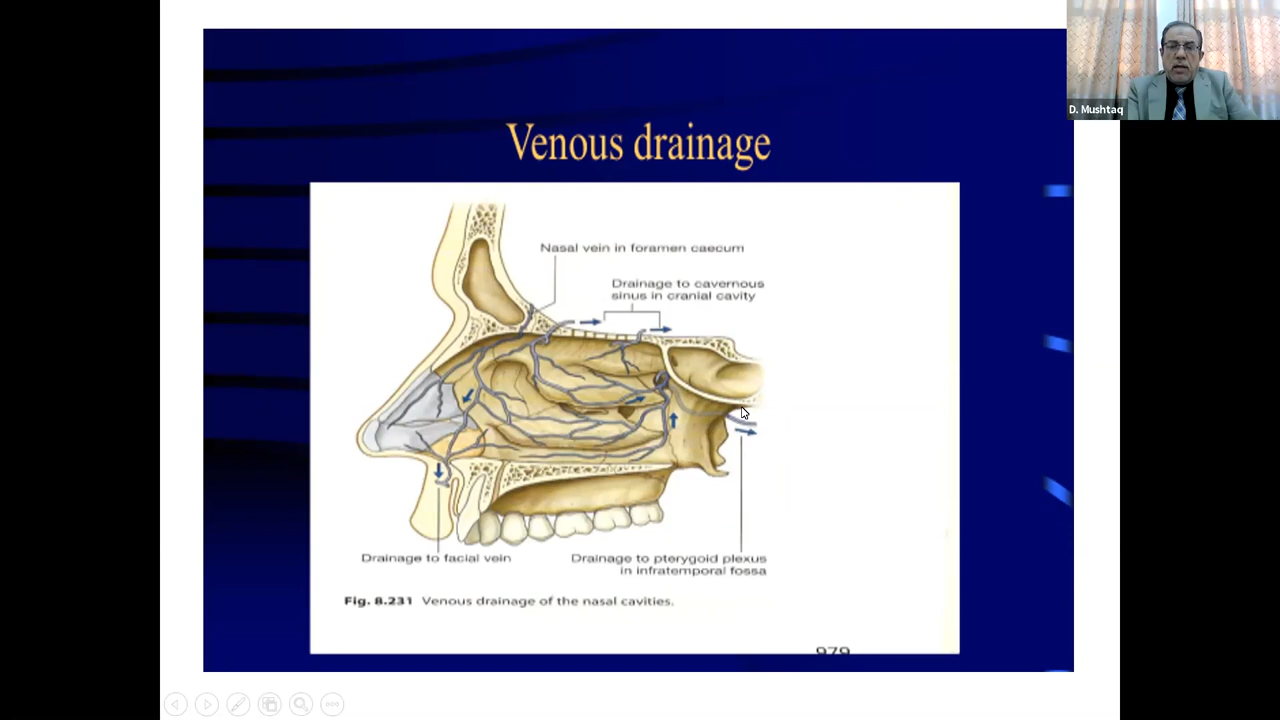 D. Mushtaq
Venous drainage
Nasal vein in foramen caecum
Drainage to cavernous
sinus in cranial cavity
Drainage to facial vein
Drainage to pterygoid plexus
in infratemporal fossa
Fig. 8.231 Venous drainage of the nasal cavities.
979